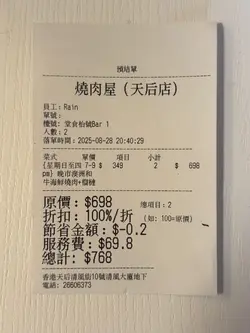 預結單
燒肉屋 (天后店)
員工: Rain
單號:
檯號: 堂食枱號Bar 1
人數: 2
落單時間: 2025-08-28 20:40:29
菜式 單價 項目 小計
(星期日至四 7-9 $ 349 2 $ 698
pm) 晚市澳洲和
牛海鮮燒肉+醞醸
原價: $698 總項目: 2
折扣: 100%/折 (如: 100=原價)
節省金額: $-0.2
服務費: $69.8
總計: $768
香港天后清風街10號清風大廈地下
電話: 26606373